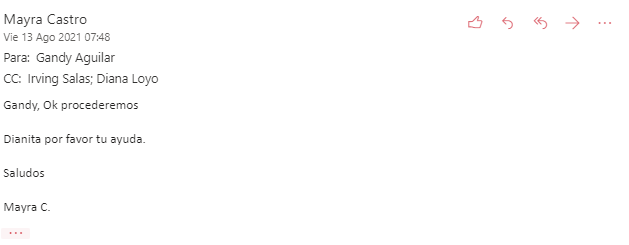 Mayra Castro
Vie 13 Ago 2021 07:48
Para: Gandy Aguilar
CC: Irving Salas; Diana Loyo
Gandy, Ok procederemos
Dianita por favor tu ayuda.
Saludos
Mayra C.